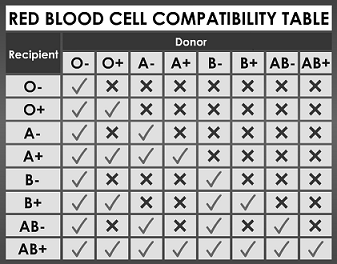 RED BLOOD CELL COMPATIBILITY TABLE
Recipient
Donor
O- O+ A- A+ B- B+ AB- AB+
O- ✓ ✗ ✗ ✗ ✗ ✗ ✗ ✗
O+ ✓ ✓ ✗ ✗ ✗ ✗ ✗ ✗
A- ✓ ✗ ✓ ✗ ✗ ✗ ✗ ✗
A+ ✓ ✓ ✓ ✓ ✗ ✗ ✗ ✗
B- ✓ ✗ ✗ ✗ ✓ ✗ ✗ ✗
B+ ✓ ✓ ✗ ✗ ✓ ✓ ✗ ✗
AB- ✓ ✗ ✓ ✗ ✓ ✗ ✓ ✗
AB+ ✓ ✓ ✓ ✓ ✓ ✓ ✓ ✓